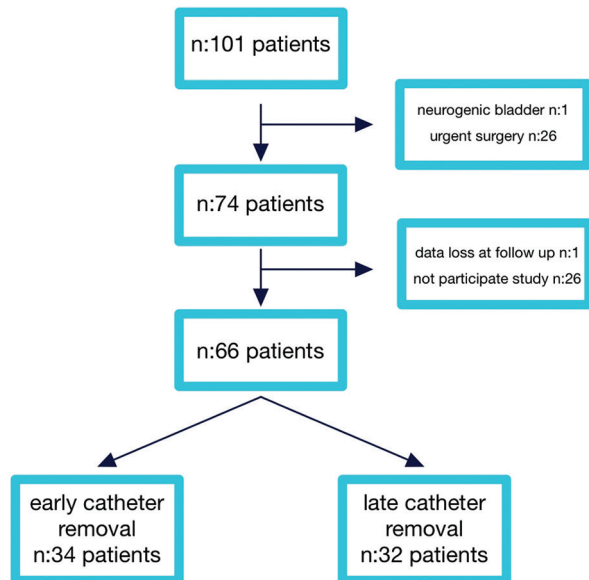 n:101 patients
neurogenic bladder n:1
urgent surgery n:26
n:74 patients
data loss at follow up n:1
not participate study n:26
n:66 patients
early catheter
removal
n:34 patients
late catheter
removal
n:32 patients